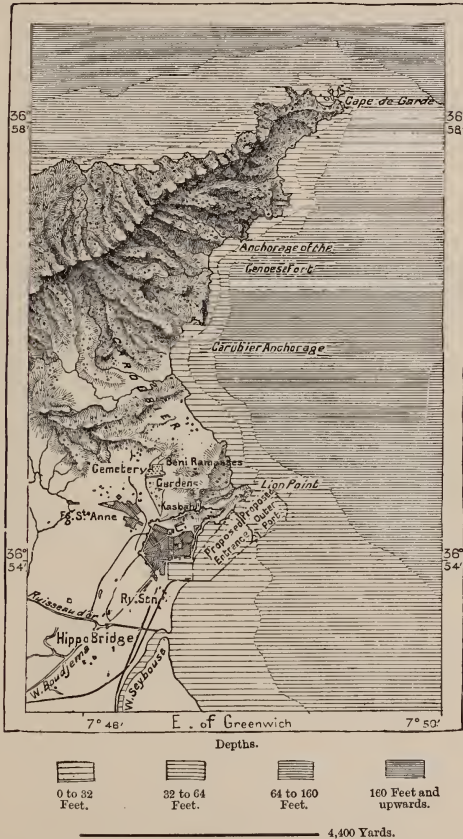 Cape de Garde
36°
58'
36°
58'
Anchorage of the
Genoese Fort
Carubier Anchorage
Cemetery
Beni Ramasses
Garden
Kasbah
Lion Point
Fg. Ste Anne
Proposed
Entrance
Proposed
Outer
Port.
36°
54'
36°
54'
Ry. Stn.
Ruisseau d'or
Hippo Bridge
W. Boudjema
W. Seybouse
7° 46'
E. of Greenwich
7° 50'
Depths.
0 to 32
Feet.
32 to 64
Feet.
64 to 160
Feet.
160 Feet and
upwards.
4,400 Yards.